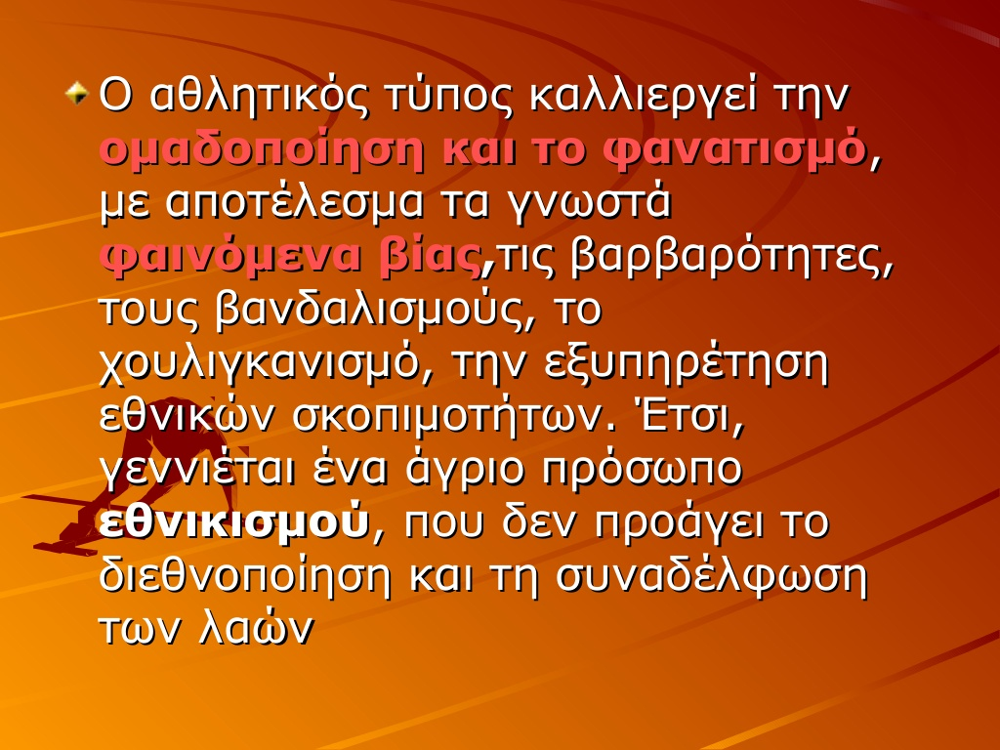 Ο αθλητικός τύπος καλλιεργεί την
ομαδοποίηση και το φανατισμό,
με αποτέλεσμα τα γνωστά
φαινόμενα βίας,τις βαρβαρότητες,
τους βανδαλισμούς, το
χουλιγκανισμό, την εξυπηρέτηση
εθνικών σκοπιμοτήτων. Έτσι,
γεννιέται ένα άγριο πρόσωπο
εθνικισμού, που δεν προάγει το
διεθνοποίηση και τη συναδέλφωση
των λαών